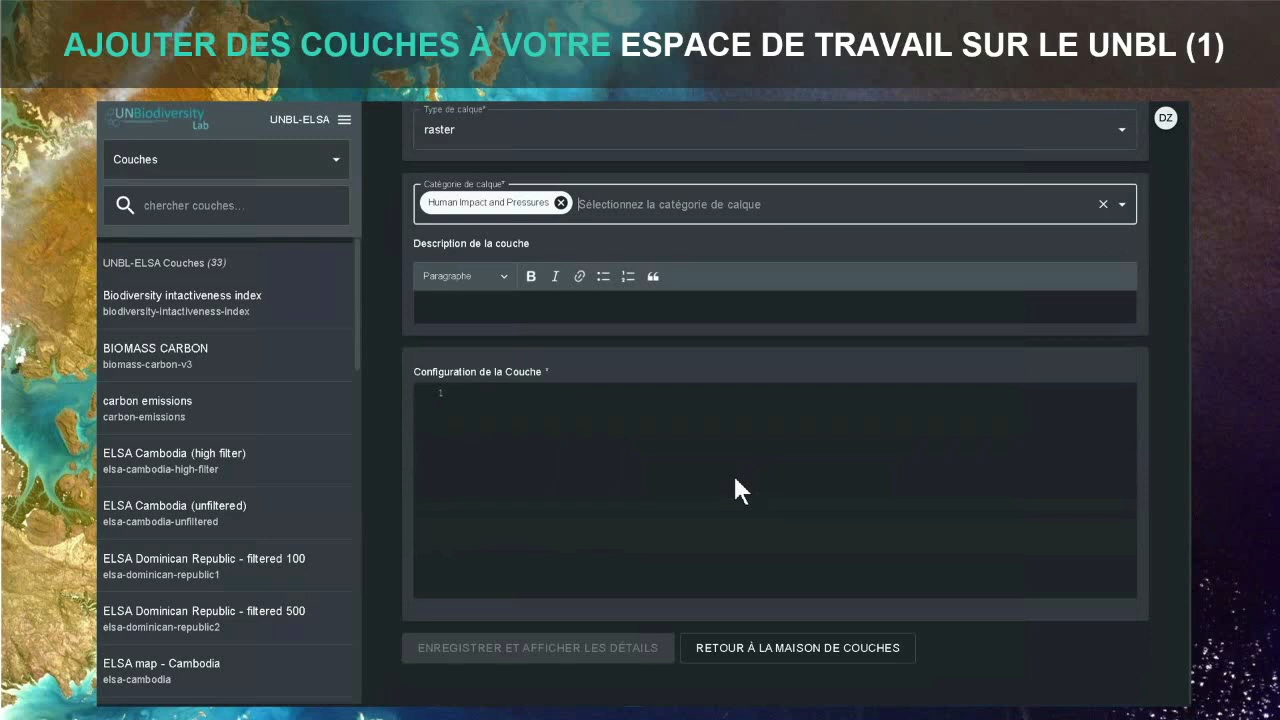 AJOUTER DES COUCHES À VOTRE ESPACE DE TRAVAIL SUR LE UNBL (1)
UNBiodiversity
Lab
UNBL-ELSA
Couches
chercher couches...
UNBL-ELSA Couches (33)
Biodiversity intactiveness index
biodiversity-intactiveness-index
BIOMASS CARBON
biomass-carbon-v3
carbon emissions
carbon-emissions
ELSA Cambodia (high filter)
elsa-cambodia-high-filter
ELSA Cambodia (unfiltered)
elsa-cambodia-unfiltered
ELSA Dominican Republic - filtered 100
elsa-dominican-republic1
ELSA Dominican Republic - filtered 500
elsa-dominican-republic2
ELSA map - Cambodia
elsa-cambodia
Type de calque*
raster
DZ
Catégorie de calque*
Human Impact and Pressures
Sélectionnez la catégorie de calque
Description de la couche
Paragraphe
B I
Configuration de la Couche *
1
ENREGISTRER ET AFFICHER LES DÉTAILS
RETOUR À LA MAISON DE COUCHES